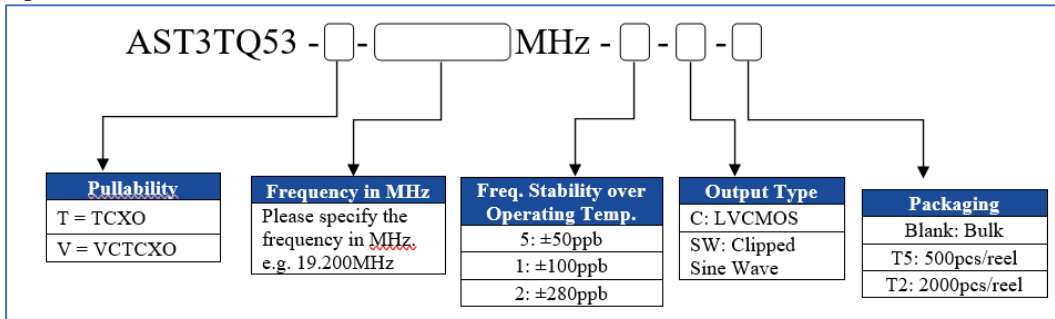 AST3TQ53 - - MHz - - -
Pullability
T = TCXO
V = VCTCXO
Frequency in MHz
Please specify the
frequency in MHz.
e.g. 19.200MHz
Freq. Stability over
Operating Temp.
5: ±50ppb
1: ±100ppb
2: ±280ppb
Output Type
C: LVCMOS
SW: Clipped
Sine Wave
Packaging
Blank: Bulk
T5: 500pcs/reel
T2: 2000pcs/reel